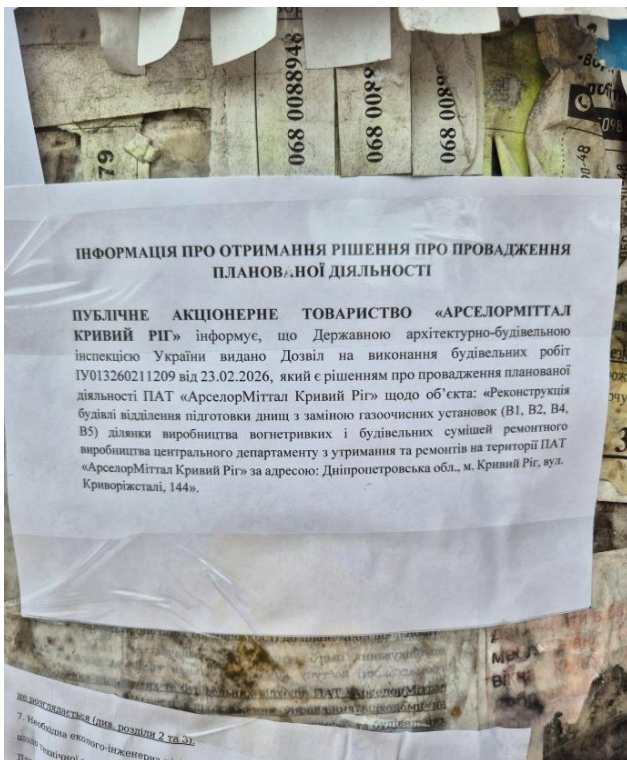 068 0088948
068 008
068 008
79
ІНФОРМАЦІЯ ПРО ОТРИМАННЯ РІШЕННЯ ПРО ПРОВАДЖЕННЯ
ПЛАНОВАНОЇ ДІЯЛЬНОСТІ
ПУБЛІЧНЕ АКЦІОНЕРНЕ ТОВАРИСТВО «АРСЕЛОРМІТТАЛ
КРИВИЙ РІГ» інформує, що Державною архітектурно-будівельною
інспекцією України видано Дозвіл на виконання будівельних робіт
ІУ013260211209 від 23.02.2026, який є рішенням про провадження планованої
діяльності ПАТ «АрселорМіттал Кривий Ріг» щодо об’єкта: «Реконструкція
будівлі відділення підготовки днищ з заміною газоочисних установок (В1, В2, В4,
В5) ділянки виробництва вогнетривких і будівельних сумішей ремонтного
виробництва центрального департаменту з утримання та ремонтів на території ПАТ
«АрселорМіттал Кривий Ріг» за адресою: Дніпропетровська обл., м. Кривий Ріг, вул.
Криворіжсталі, 144».
не розглядається (див. розділи 2 та 3).
7. Необхідна еколого-інженерна